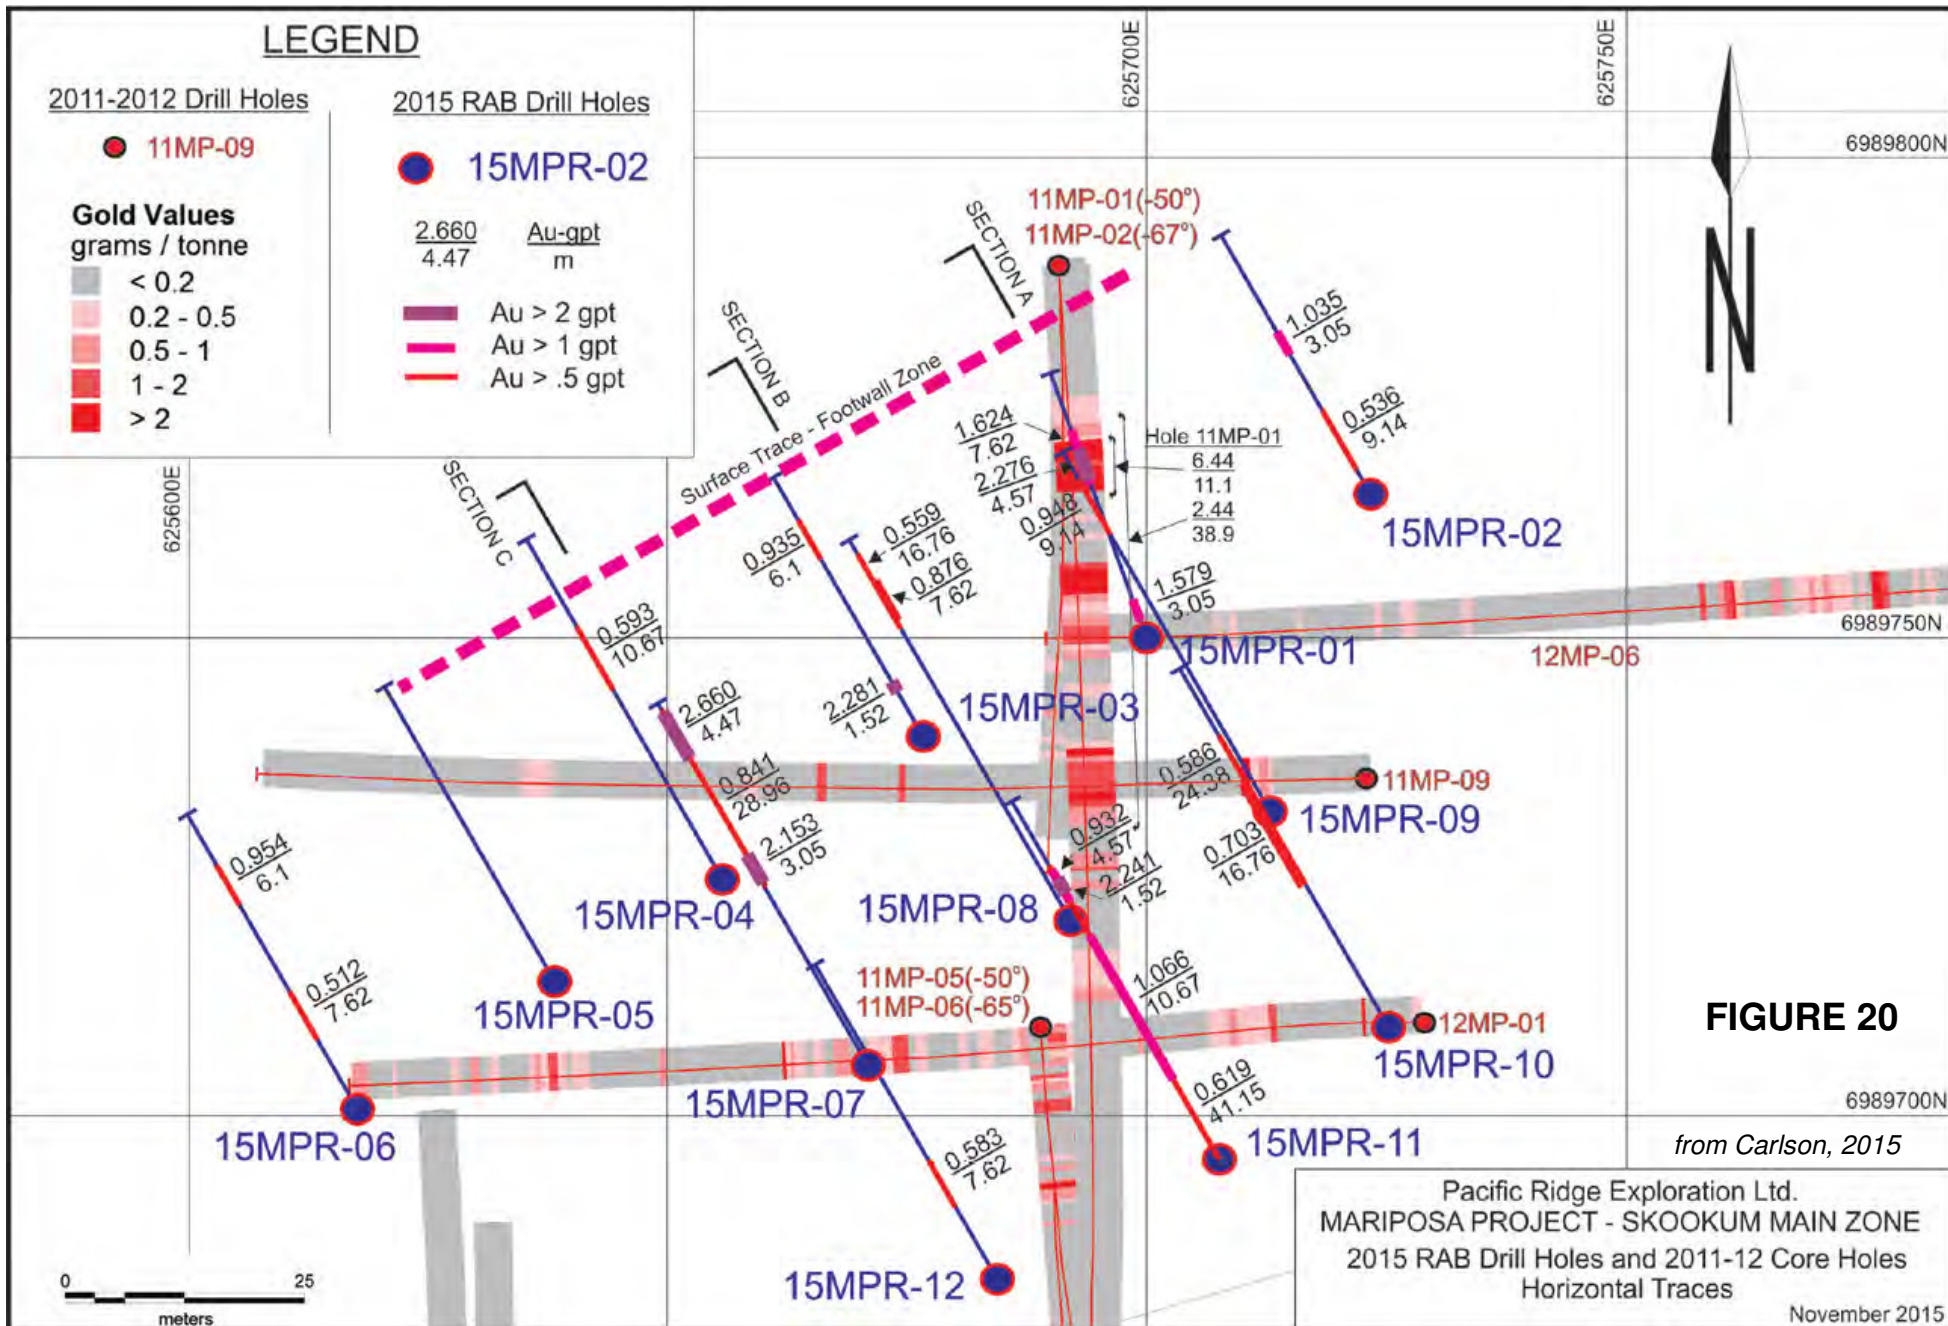 LEGEND
2011-2012 Drill Holes
11MP-09
Gold Values
grams / tonne
< 0.2
0.2 - 0.5
0.5 - 1
1 - 2
> 2
2015 RAB Drill Holes
15MPR-02
2.660
4.47
Au-gpt
m
Au > 2 gpt
Au > 1 gpt
Au > .5 gpt
625700E
625750E
6989800N
N
SECTION A
11MP-01(-50°)
11MP-02(-67°)
1.035
3.05
0.536
9.14
15MPR-02
SECTION B
Surface Trace - Footwall Zone
1.624
7.62
2.276
4.57
0.948
9.14
Hole 11MP-01
6.44
11.1
2.44
38.9
625600E
SECTION C
0.935
6.1
0.559
16.76
0.876
7.62
1.579
3.05
15MPR-01
6989750N
12MP-06
0.593
10.67
2.281
1.52
15MPR-03
2.660
4.47
0.841
28.96
2.153
3.05
0.586
24.38
11MP-09
15MPR-09
0.703
16.76
0.932
4.57
2.241
1.52
0.954
6.1
15MPR-04
15MPR-08
0.512
7.62
15MPR-05
11MP-05(-50°)
11MP-06(-65°)
1.066
10.67
12MP-01
FIGURE 20
15MPR-10
15MPR-07
0.619
41.15
6989700N
15MPR-06
0.583
7.62
15MPR-11
from Carlson, 2015
15MPR-12
0
25
meters
Pacific Ridge Exploration Ltd.
MARIPOSA PROJECT - SKOOKUM MAIN ZONE
2015 RAB Drill Holes and 2011-12 Core Holes
Horizontal Traces
November 2015